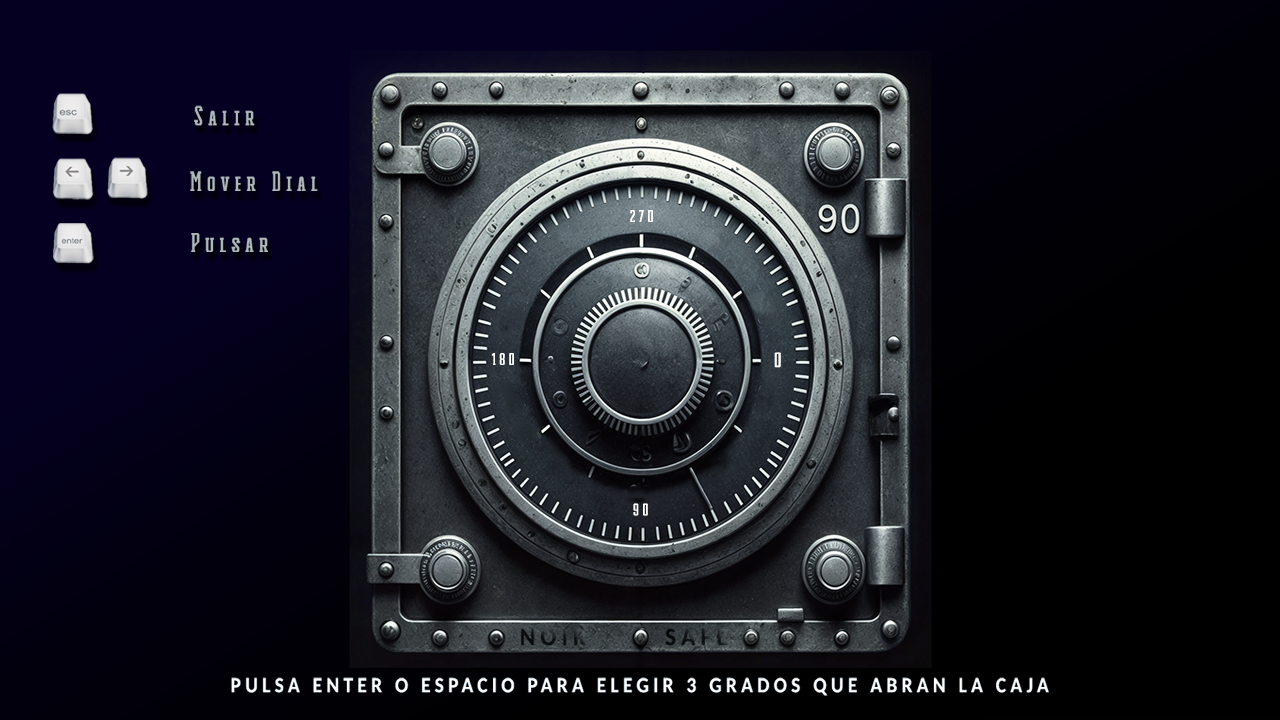 esc SALIR
← → MOVER DIAL
enter PULSAR
270
90
180
0
90
NOIR SAFE
PULSA ENTER O ESPACIO PARA ELEGIR 3 GRADOS QUE ABRAN LA CAJA